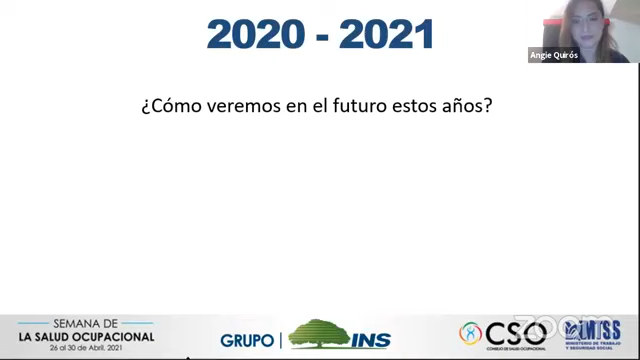 2020 - 2021
Angie Quirós
¿Cómo veremos en el futuro estos años?
SEMANA DE
LA SALUD OCUPACIONAL
26 al 30 de Abril, 2021
GRUPO INS
CSO
CONSEJO DE SALUD OCUPACIONAL
MTSS
MINISTERIO DE TRABAJO
Y SEGURIDAD SOCIAL
zoom